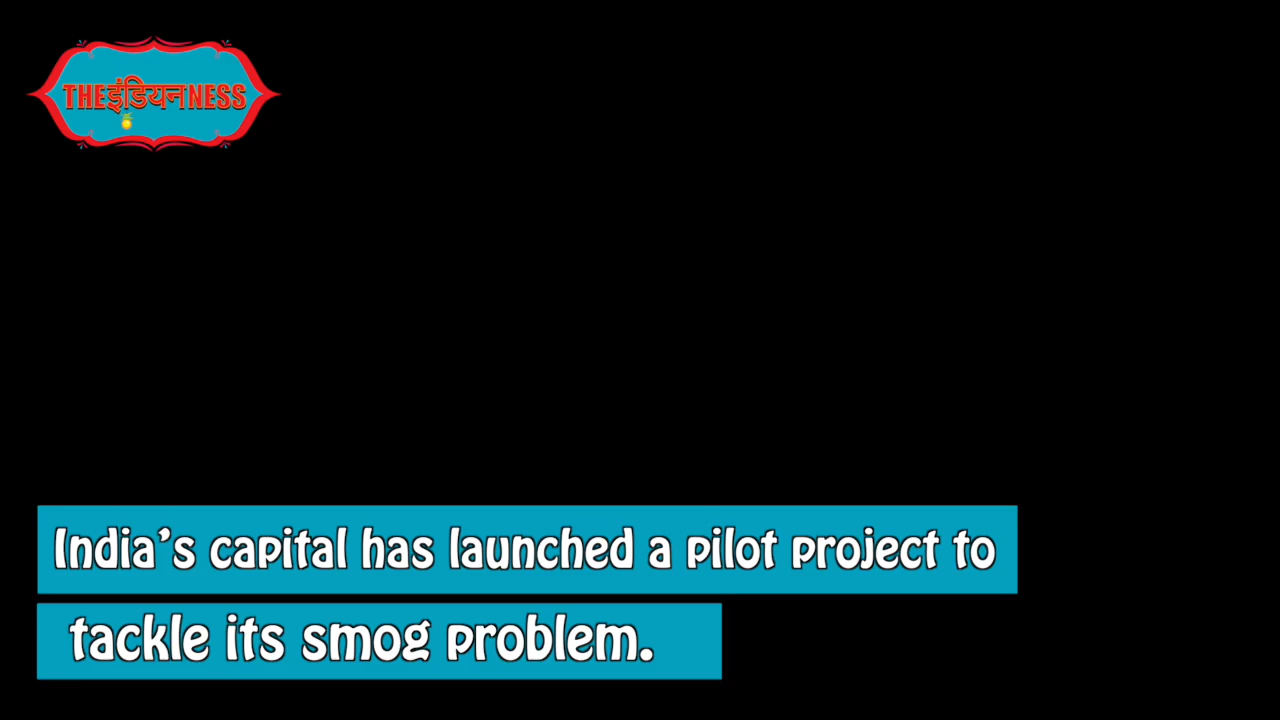 THEइंडियनNESS
India's capital has launched a pilot project to
tackle its smog problem.